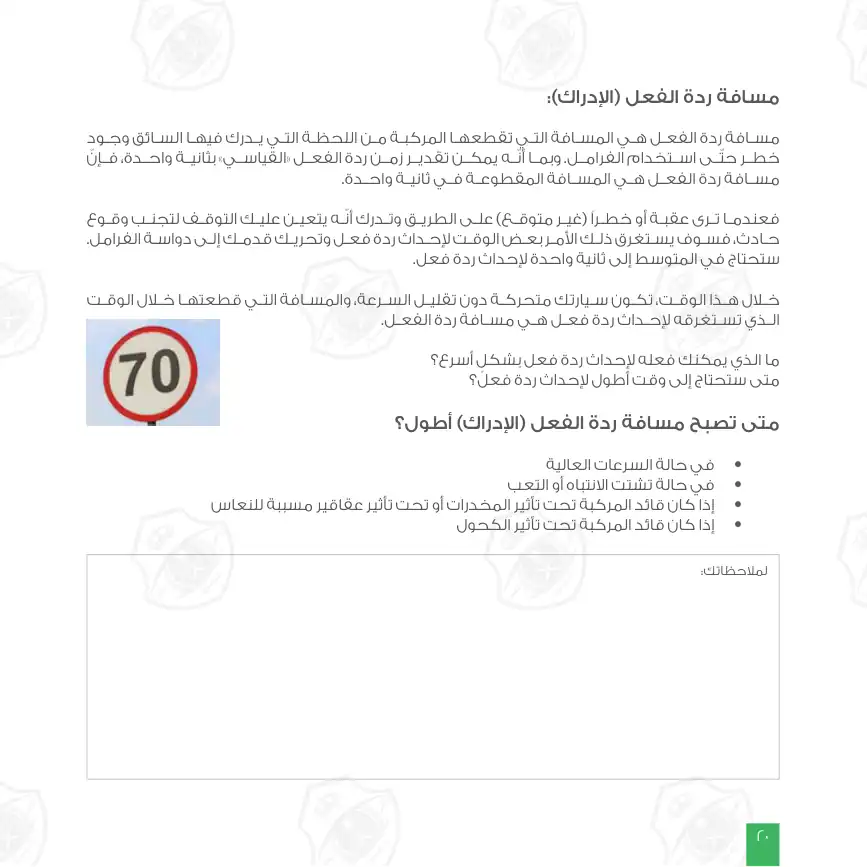 مسافة ردة الفعل (الإدراك):
مسافة ردة الفعل هي المسافة التي تقطعها المركبة من اللحظة التي يدرك فيها السائق وجود
خطر حتّى استخدام الفرامل. وبما أنّه يمكن تقدير زمن ردة الفعل «القياسي» بثانية واحدة، فإنّ
مسافة ردة الفعل هي المسافة المقطوعة في ثانية واحدة.
فعندما ترى عقبة أو خطراً (غير متوقع) على الطريق وتدرك أنّه يتعين عليك التوقف لتجنب وقوع
حادث، فسوف يستغرق ذلك الأمر بعض الوقت لإحداث ردة فعل وتحريك قدمك إلى دواسة الفرامل.
ستحتاج في المتوسط إلى ثانية واحدة لإحداث ردة فعل.
خلال هذا الوقت، تكون سيارتك متحركة دون تقليل السرعة، والمسافة التي قطعتها خلال الوقت
الذي تستغرقه لإحداث ردة فعل هي مسافة ردة الفعل.
70
ما الذي يمكنك فعله لإحداث ردة فعل بشكل أسرع؟
متى ستحتاج إلى وقت أطول لإحداث ردة فعل؟
متى تصبح مسافة ردة الفعل (الإدراك) أطول؟
• في حالة السرعات العالية
• في حالة تشتت الانتباه أو التعب
• إذا كان قائد المركبة تحت تأثير المخدرات أو تحت تأثير عقاقير مسببة للنعاس
• إذا كان قائد المركبة تحت تأثير الكحول
لملاحظاتك:
٢٠